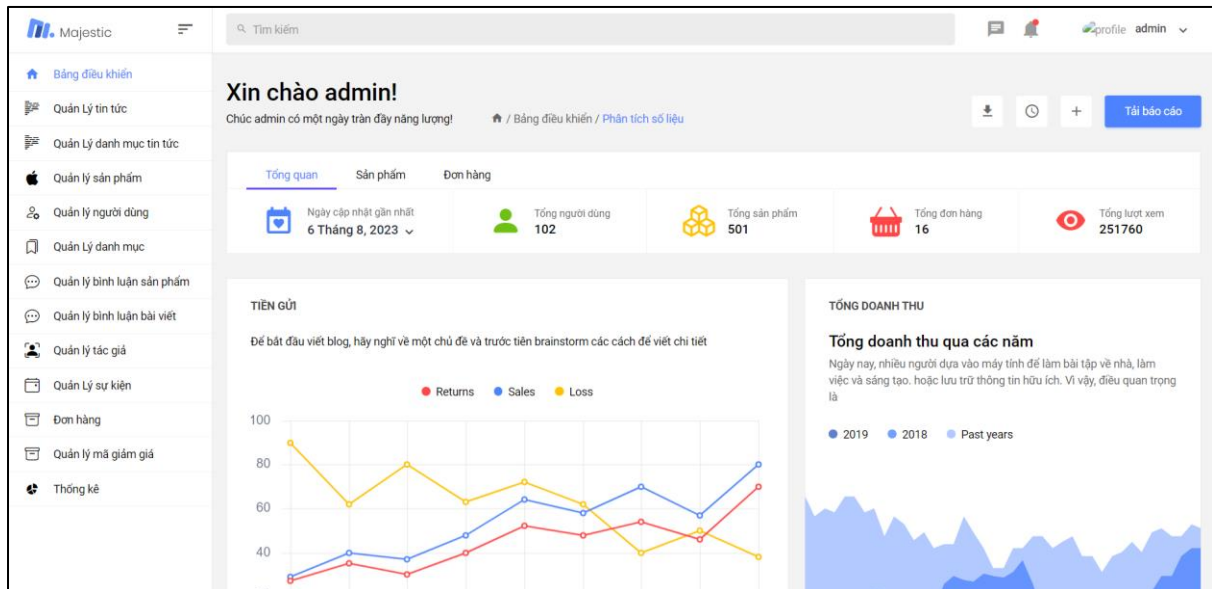 Majestic
Tìm kiếm
profile admin
Bảng điều khiển
Quản Lý tin tức
Quản Lý danh mục tin tức
Quản lý sản phẩm
Quản lý người dùng
Quản Lý danh mục
Quản lý bình luận sản phẩm
Quản lý bình luận bài viết
Quản lý tác giả
Quản Lý sự kiện
Đơn hàng
Quản lý mã giảm giá
Thống kê
Xin chào admin!
Chúc admin có một ngày tràn đầy năng lượng!
/ Bảng điều khiển / Phân tích số liệu
Tải báo cáo
Tổng quan
Sản phẩm
Đơn hàng
Ngày cập nhật gần nhất
6 Tháng 8, 2023
Tổng người dùng
102
Tổng sản phẩm
501
Tổng đơn hàng
16
Tổng lượt xem
251760
TIỀN GỬI
Để bắt đầu viết blog, hãy nghĩ về một chủ đề và trước tiên brainstorm các cách để viết chi tiết
Returns
Sales
Loss
100
80
60
40
TỔNG DOANH THU
Tổng doanh thu qua các năm
Ngày nay, nhiều người dựa vào máy tính để làm bài tập về nhà, làm
việc và sáng tạo. hoặc lưu trữ thông tin hữu ích. Vì vậy, điều quan trọng
là
2019
2018
Past years